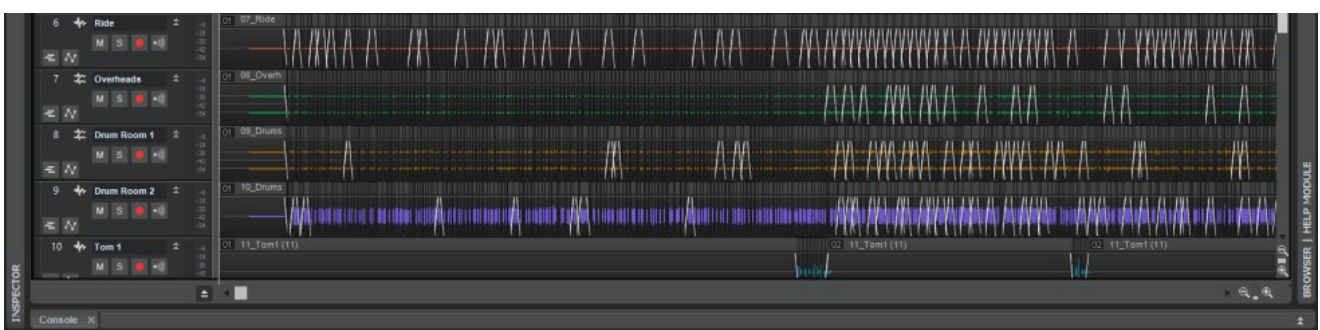 6 Ride
M S
01 07_Ride
7 Overheads
M S
01 08_Overh
8 Drum Room 1
M S
01 09_Drums
9 Drum Room 2
M S
01 10_Drums
10 Tom 1
M S
01 11_Tom1 (11)
02 11_Tom1 (11)
02 11_Tom1 (11)
INSPECTOR
BROWSER | HELP MODULE
Console